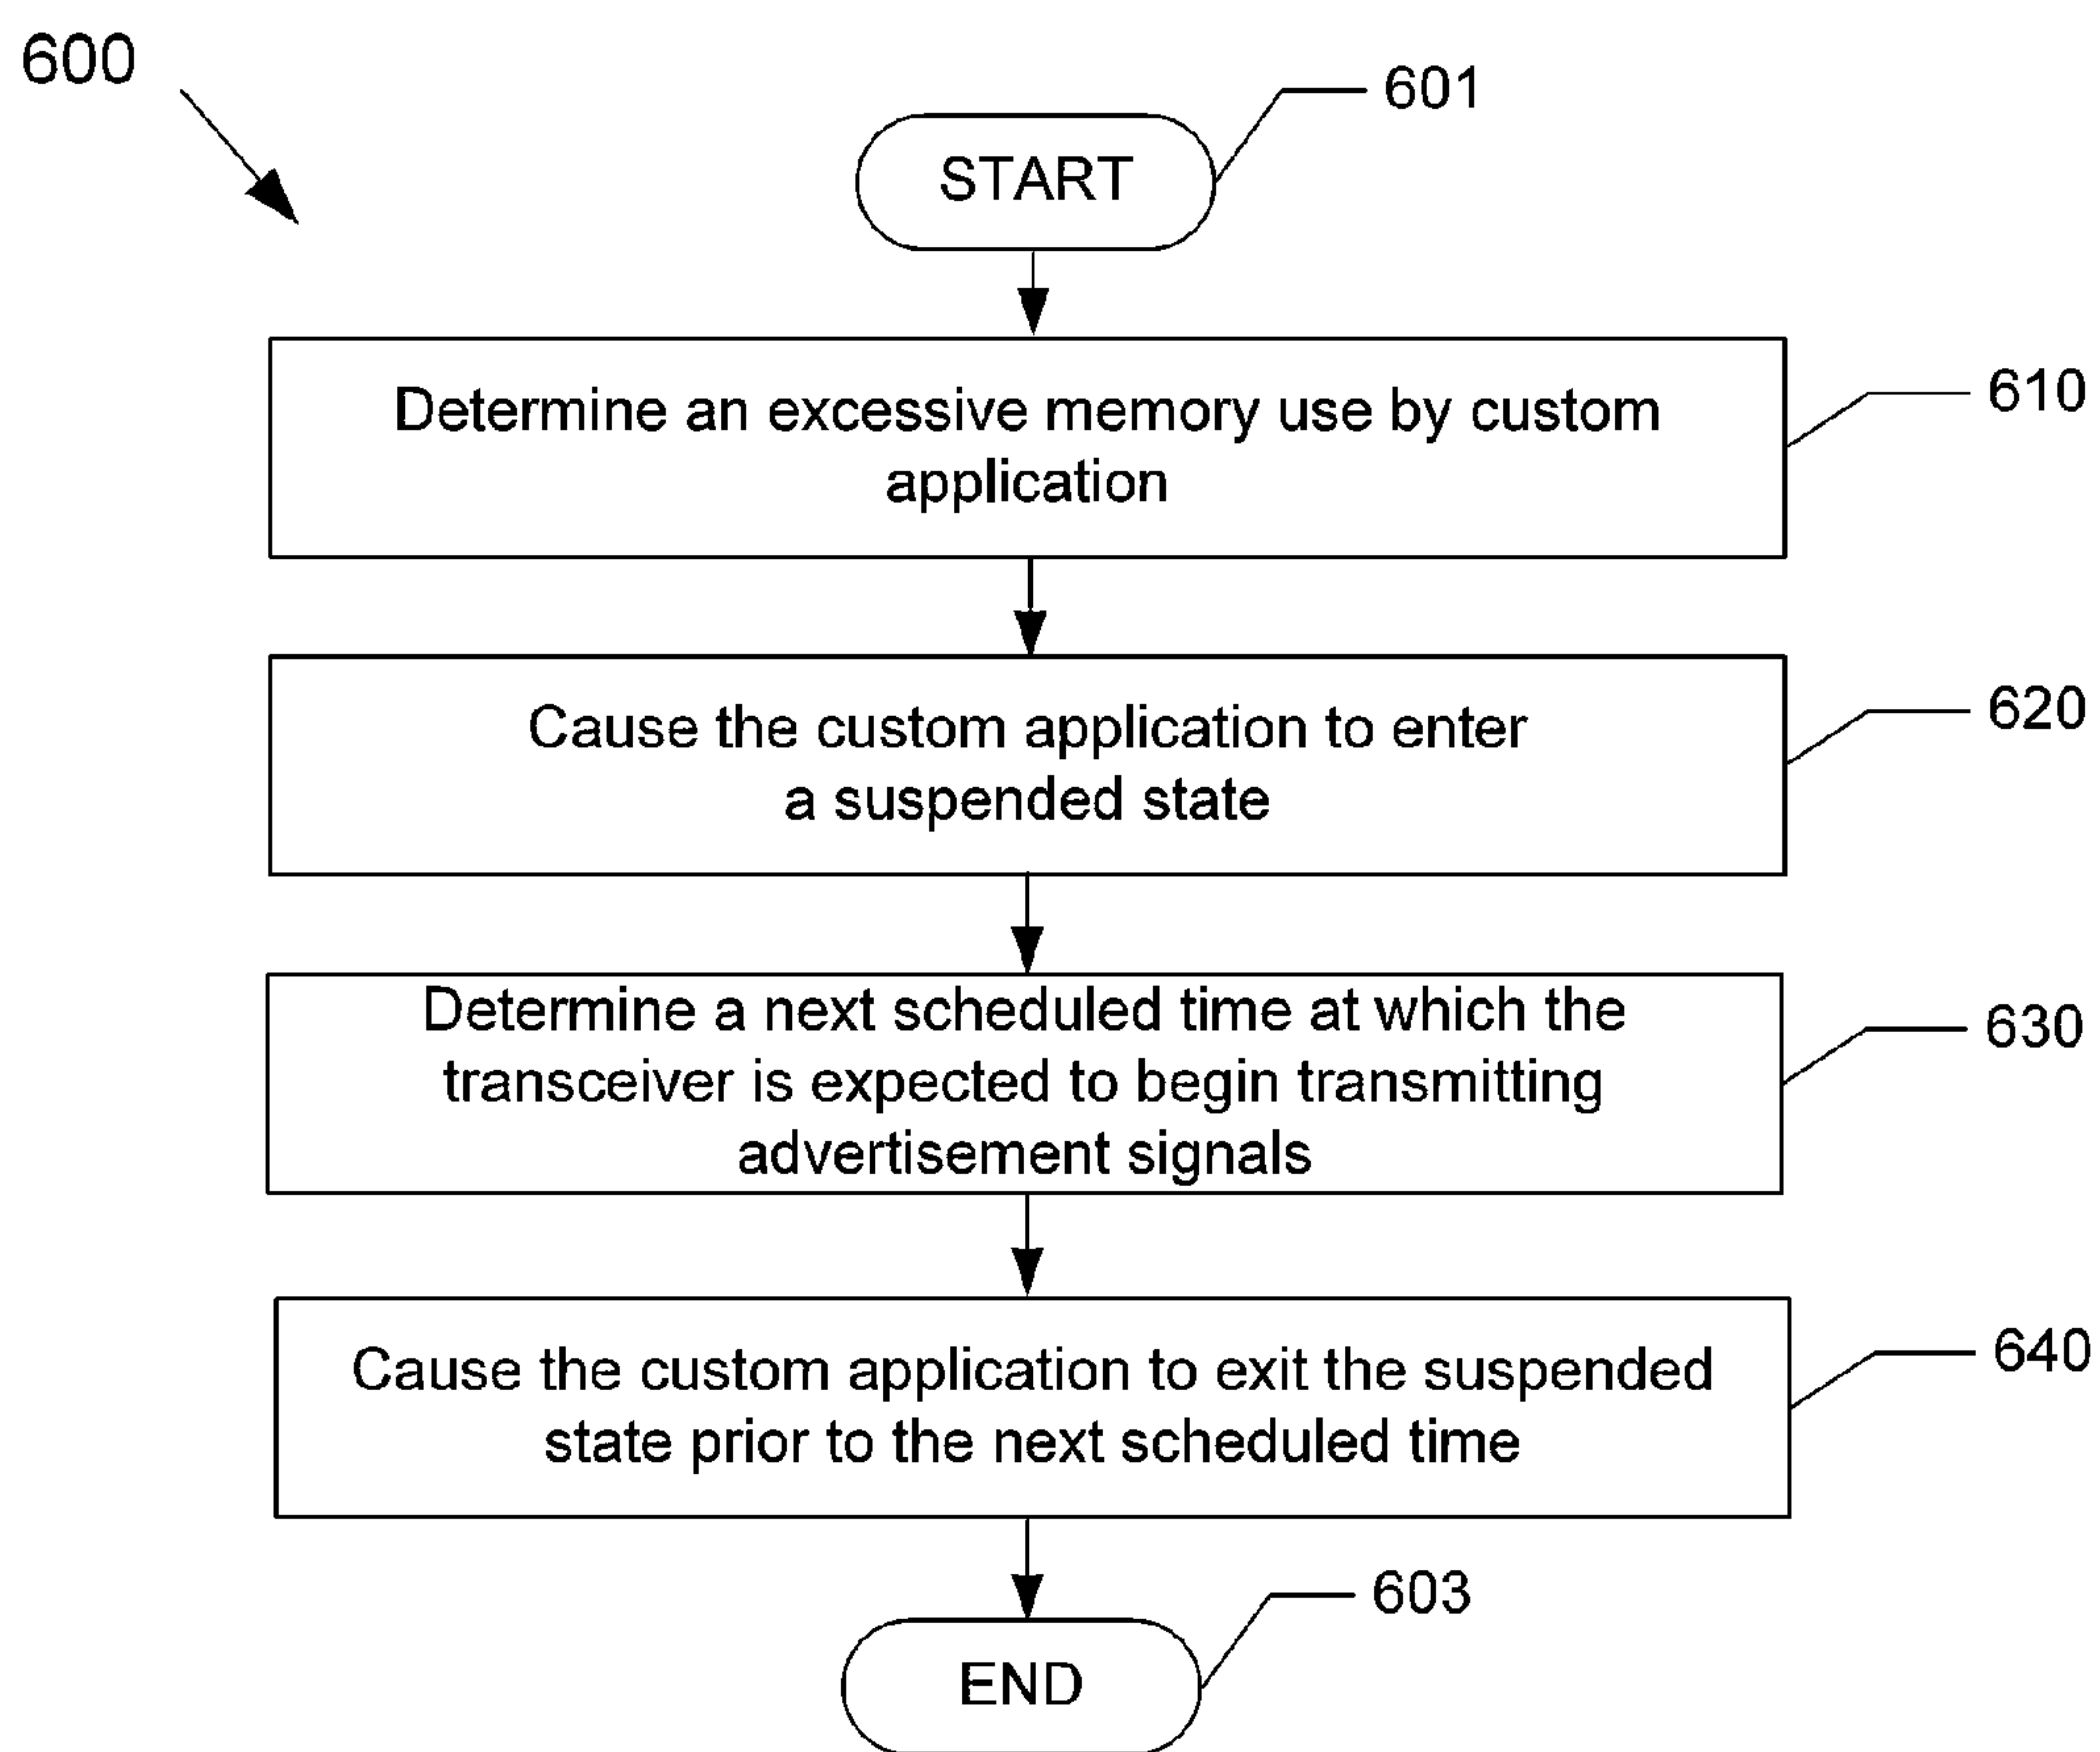 600
601
START
Determine an excessive memory use by custom
application
610
Cause the custom application to enter
a suspended state
620
Determine a next scheduled time at which the
transceiver is expected to begin transmitting
advertisement signals
630
Cause the custom application to exit the suspended
state prior to the next scheduled time
640
603
END